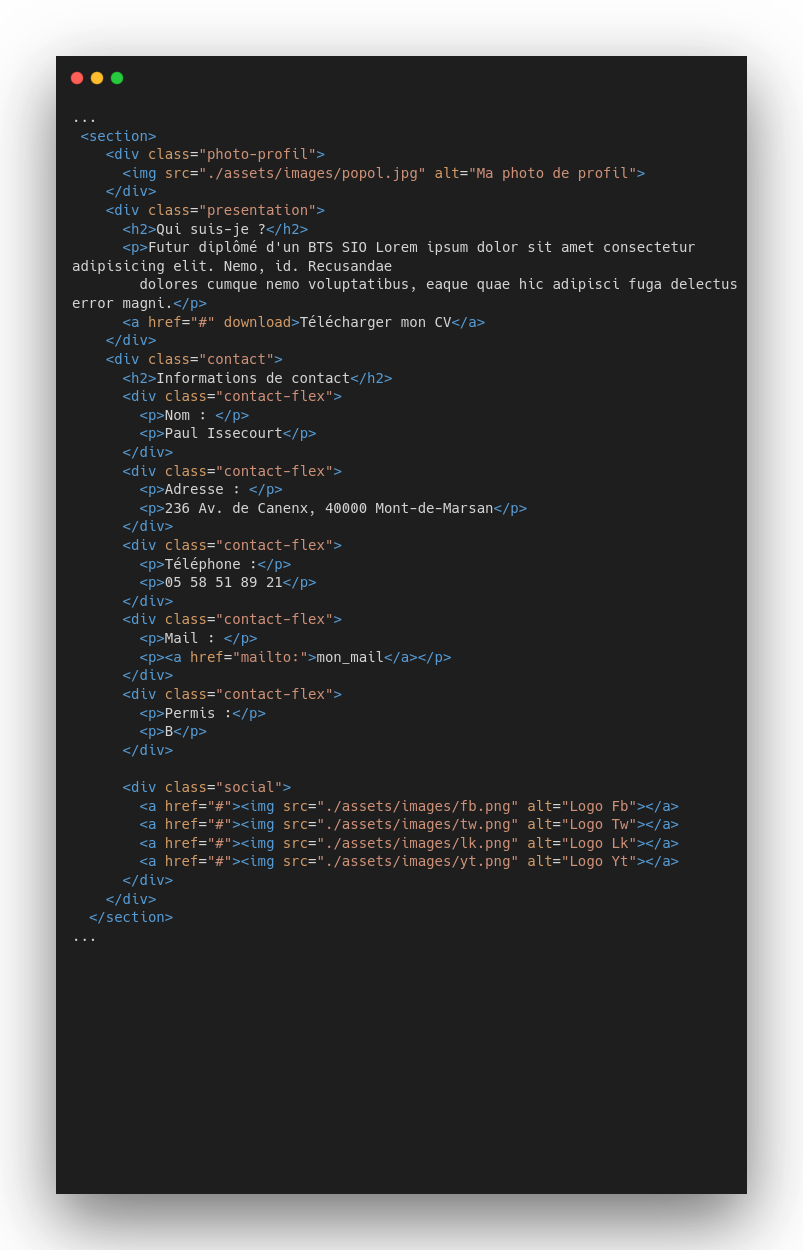 ...
 <section>
    <div class="photo-profil">
      <img src="./assets/images/popol.jpg" alt="Ma photo de profil">
    </div>
    <div class="presentation">
      <h2>Qui suis-je ?</h2>
      <p>Futur diplômé d'un BTS SIO Lorem ipsum dolor sit amet consectetur
adipisicing elit. Nemo, id. Recusandae
        dolores cumque nemo voluptatibus, eaque quae hic adipisci fuga delectus
error magni.</p>
      <a href="#" download>Télécharger mon CV</a>
    </div>
    <div class="contact">
      <h2>Informations de contact</h2>
      <div class="contact-flex">
        <p>Nom : </p>
        <p>Paul Issecourt</p>
      </div>
      <div class="contact-flex">
        <p>Adresse : </p>
        <p>236 Av. de Canenx, 40000 Mont-de-Marsan</p>
      </div>
      <div class="contact-flex">
        <p>Téléphone :</p>
        <p>05 58 51 89 21</p>
      </div>
      <div class="contact-flex">
        <p>Mail : </p>
        <p><a href="mailto:">mon_mail</a></p>
      </div>
      <div class="contact-flex">
        <p>Permis :</p>
        <p>B</p>
      </div>

      <div class="social">
        <a href="#"><img src="./assets/images/fb.png" alt="Logo Fb"></a>
        <a href="#"><img src="./assets/images/tw.png" alt="Logo Tw"></a>
        <a href="#"><img src="./assets/images/lk.png" alt="Logo Lk"></a>
        <a href="#"><img src="./assets/images/yt.png" alt="Logo Yt"></a>
      </div>
    </div>
  </section>
...